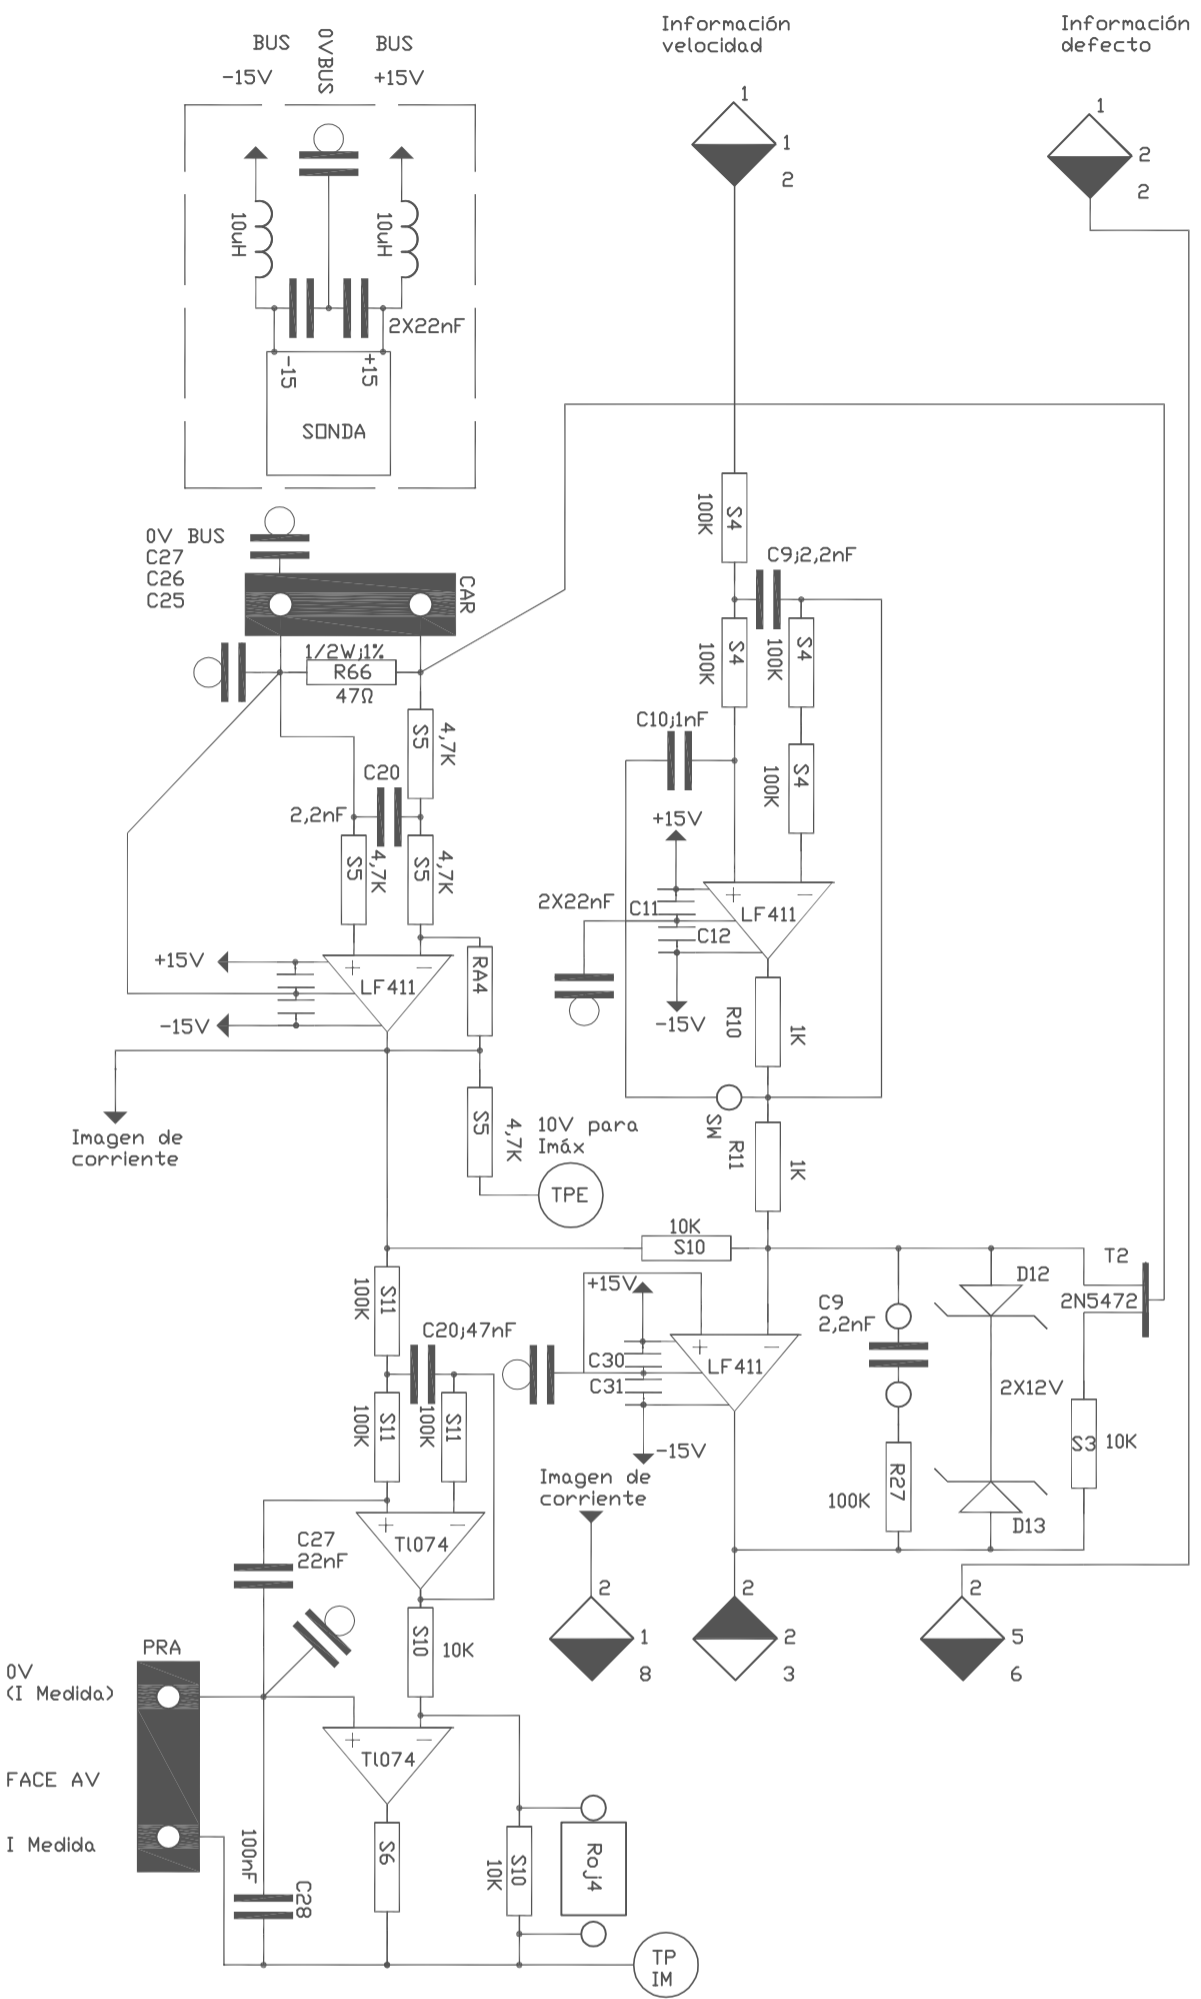 BUS
0VBUS
BUS
-15V
+15V
10uH
10uH
2X22nF
-15
+15
SONDA
Información
velocidad
1
1
2
Información
defecto
1
2
2
0V BUS
C27
C26
C25
CAR
1/2W;1%
R66
47Ω
S5
4,7K
C20
2,2nF
S5
4,7K
S5
4,7K
+15V
+
−
LF411
-15V
RA4
Imagen de
corriente
S5
4,7K
10V para
Imáx
TPE
100K
S4
C9;2,2nF
100K
S4
100K
S4
C10;1nF
100K
S4
+15V
2X22nF
C11
C12
+
−
LF411
-15V
R10
1K
SW
R11
1K
10K
S10
+15V
C30
C31
+
−
LF411
-15V
C9
2,2nF
R27
100K
D12
2X12V
D13
T2
2N5472
S3
10K
100K
S11
C20;47nF
100K
S11
100K
S11
+
−
Tl074
C27
22nF
S10
10K
Imagen de
corriente
2
1
8
2
2
3
2
5
6
PRA
0V
(I Medida)
FACE AV
I Medida
+
−
Tl074
100nF
C28
S6
S10
10K
Roj4
TP
IM